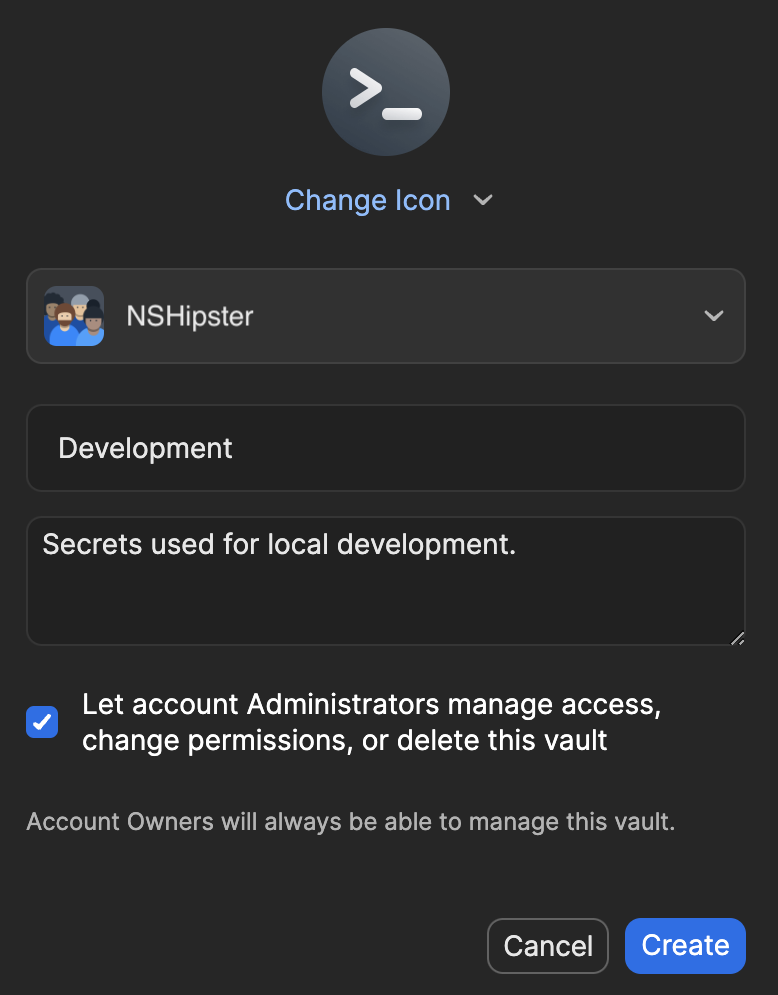 >_
Change Icon
NSHipster
Development
Secrets used for local development.
Let account Administrators manage access,
change permissions, or delete this vault
Account Owners will always be able to manage this vault.
Cancel
Create